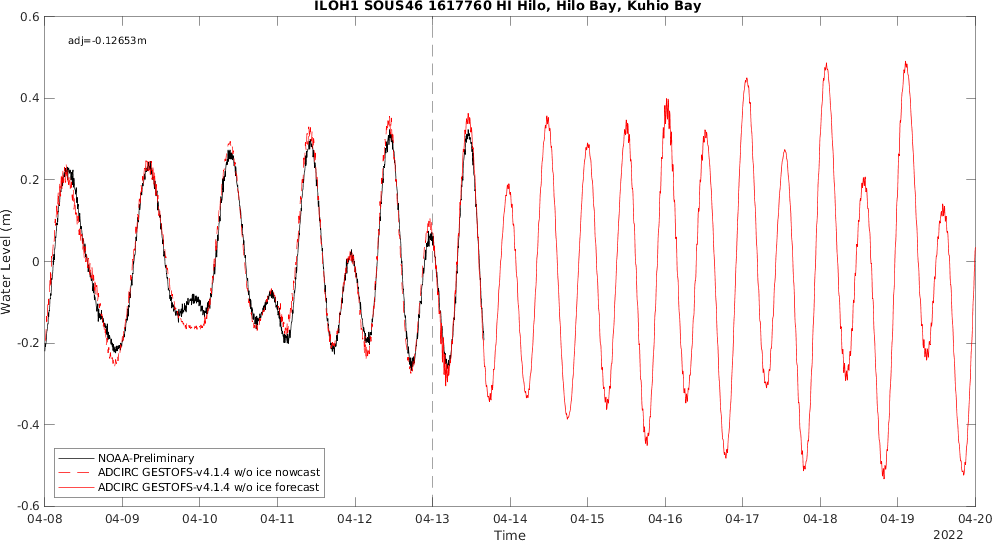 ILOH1 SOUS46 1617760 HI Hilo, Hilo Bay, Kuhio Bay
adj=-0.12653m
0.6
0.4
0.2
0
-0.2
-0.4
-0.6
Water Level (m)
NOAA-Preliminary
ADCIRC GESTOFS-v4.1.4 w/o ice nowcast
ADCIRC GESTOFS-v4.1.4 w/o ice forecast
04-08 04-09 04-10 04-11 04-12 04-13 04-14 04-15 04-16 04-17 04-18 04-19 04-20
Time
2022